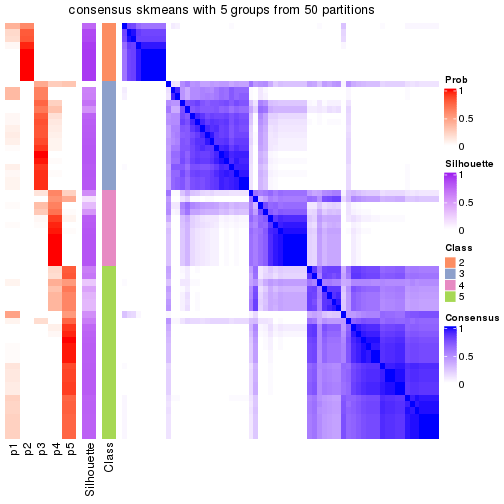 consensus skmeans with 5 groups from 50 partitions
Prob
1
0.5
0
Silhouette
1
0.5
0
Class
2
3
4
5
Consensus
1
0.5
0
p1
p2
p3
p4
p5
Silhouette
Class